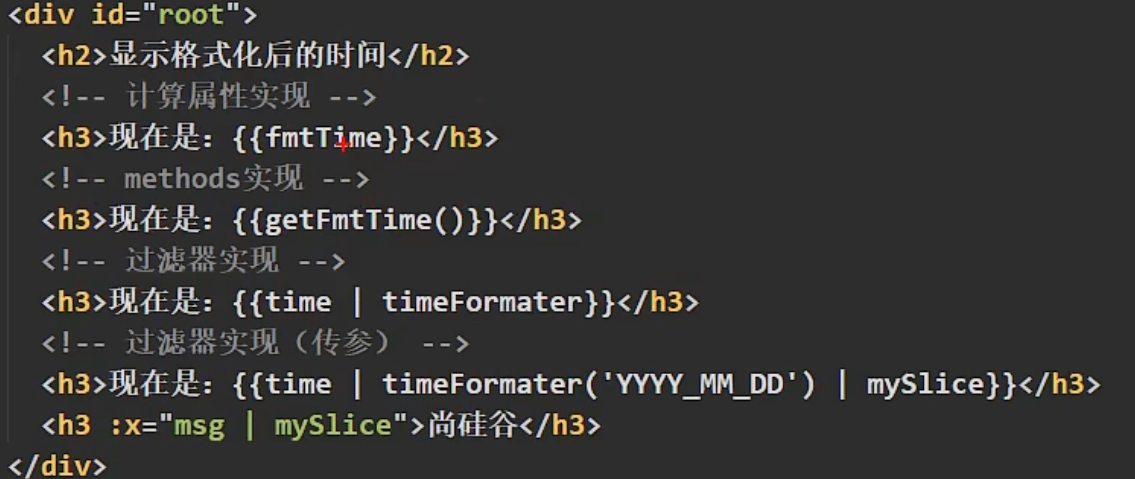 <div id="root">
<h2>显示格式化后的时间</h2>
<!-- 计算属性实现 -->
<h3>现在是：{{fmtTime}}</h3>
<!-- methods实现 -->
<h3>现在是：{{getFmtTime()}}</h3>
<!-- 过滤器实现 -->
<h3>现在是：{{time | timeFormater}}</h3>
<!-- 过滤器实现（传参） -->
<h3>现在是：{{time | timeFormater('YYYY_MM_DD') | mySlice}}</h3>
<h3 :x="msg | mySlice">尚硅谷</h3>
</div>